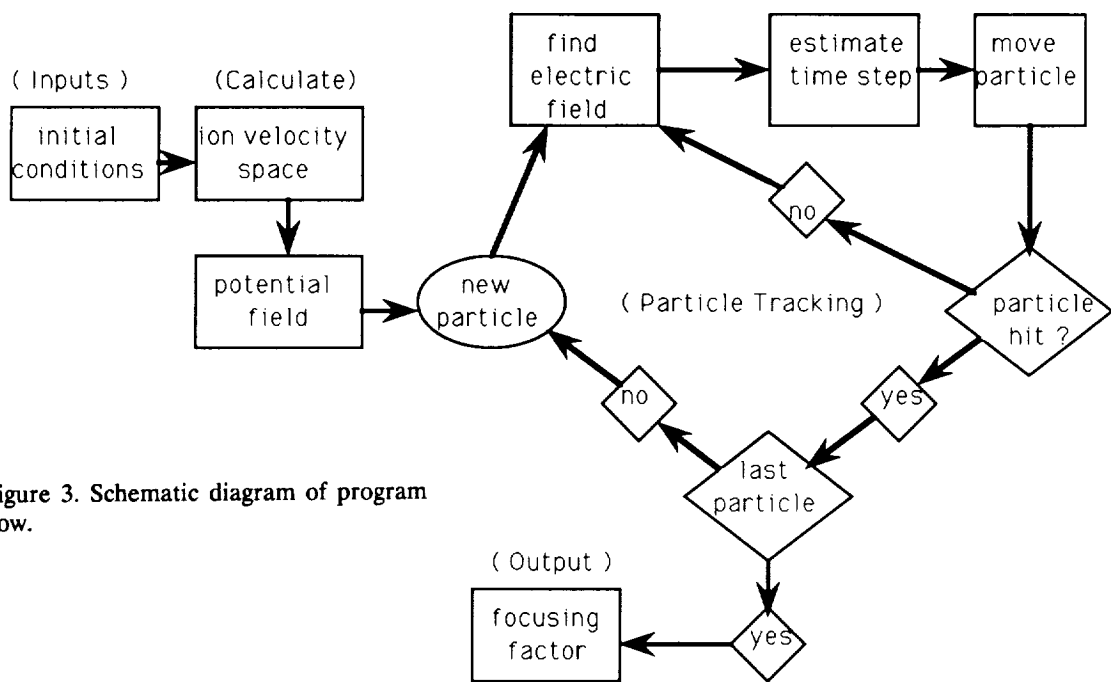 ( Inputs )
(Calculate)
initial
conditions
ion velocity
space
potential
field
new
particle
find
electric
field
estimate
time step
move
particle
no
( Particle Tracking )
particle
hit ?
yes
no
last
particle
yes
( Output )
focusing
factor
igure 3. Schematic diagram of program
ow.